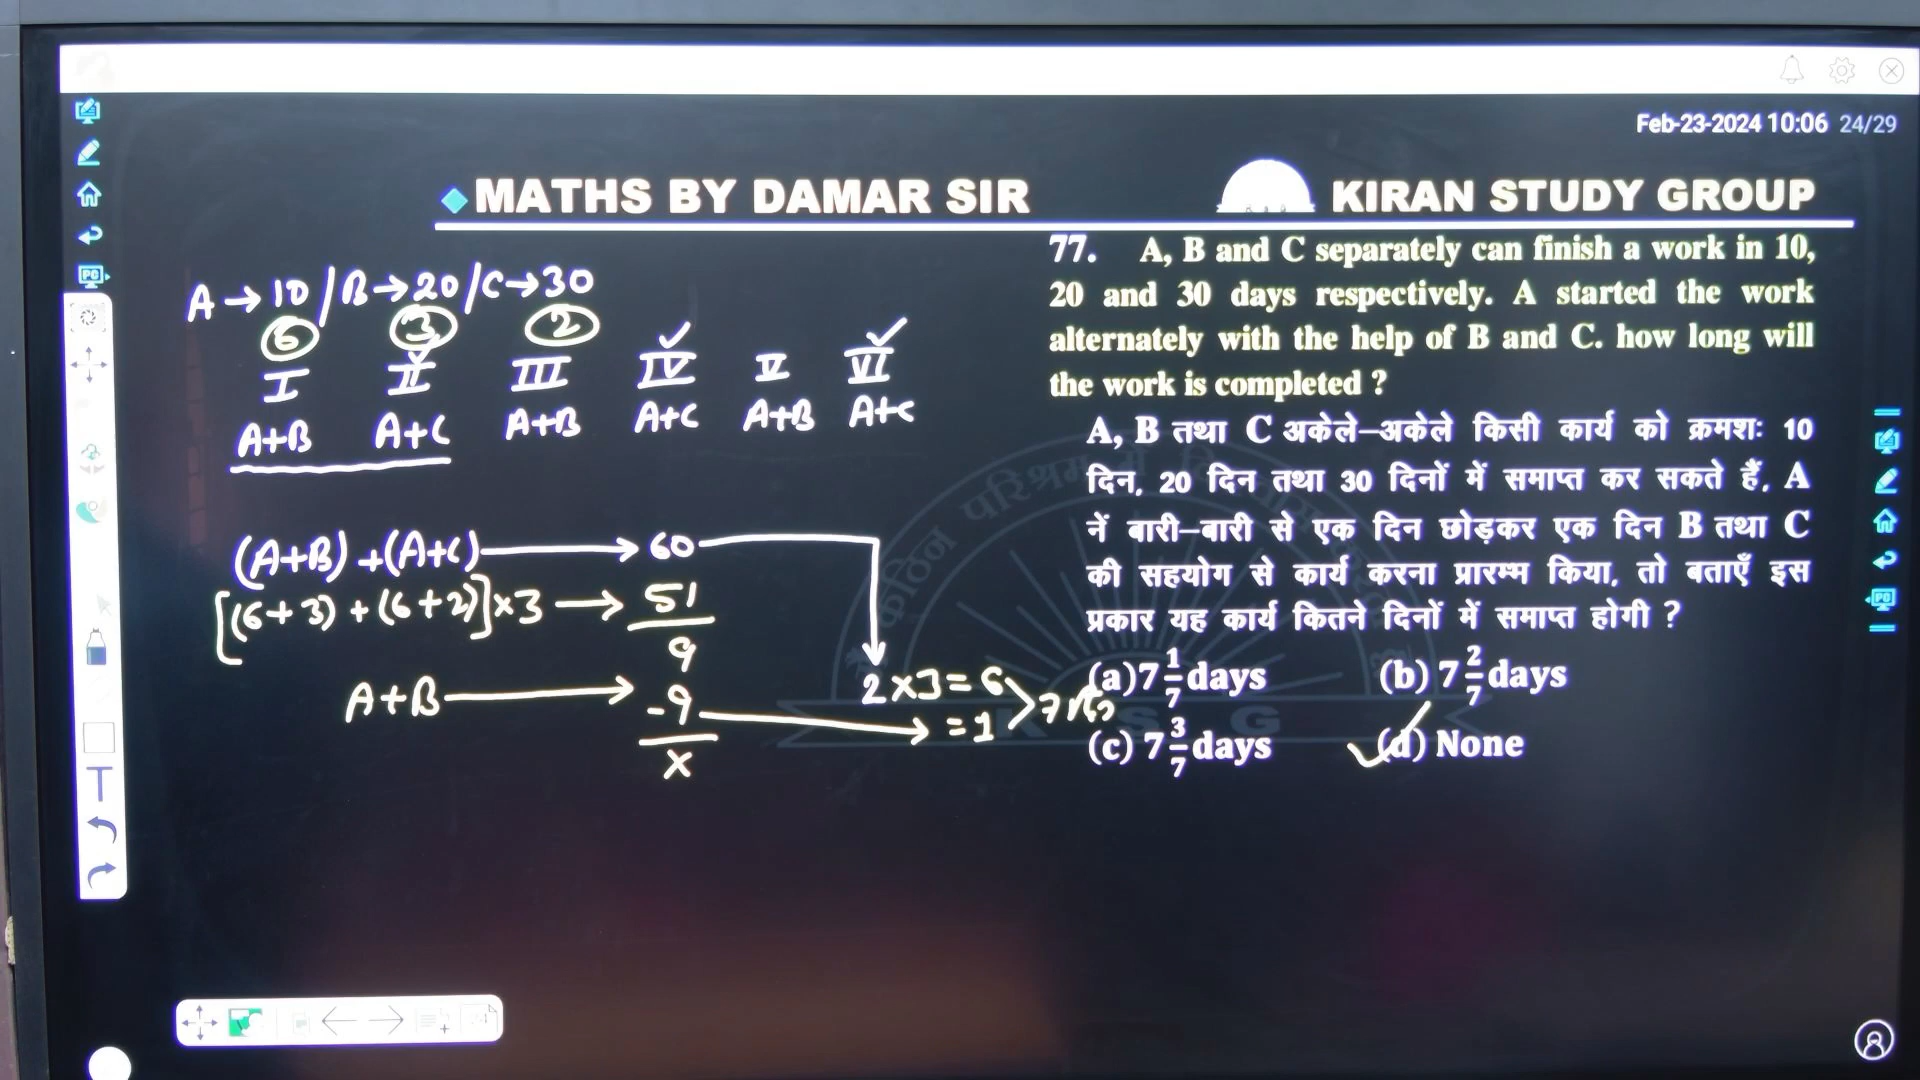 Feb-23-2024 10:06 24/29
MATHS BY DAMAR SIR
KIRAN STUDY GROUP
A → 10 / B → 20 / C → 30
6 3 2
I II III IV V VI
A+B A+C A+B A+C A+B A+C
(A+B) + (A+C) → 60
[(6+3) + (6+2)] × 3 → 51
9
A+B → -9
x
2 × 3 = 6
= 1
77. A, B and C separately can finish a work in 10,
20 and 30 days respectively. A started the work
alternately with the help of B and C. how long will
the work is completed ?
A, B तथा C अकेले–अकेले किसी कार्य को क्रमशः 10
दिन, 20 दिन तथा 30 दिनों में समाप्त कर सकते हैं, A
नें बारी–बारी से एक दिन छोड़कर एक दिन B तथा C
की सहयोग से कार्य करना प्रारम्भ किया, तो बताएँ इस
प्रकार यह कार्य कितने दिनों में समाप्त होगी ?
(a) 7 1/7 days (b) 7 2/7 days
(c) 7 3/7 days (d) None
K S G
T